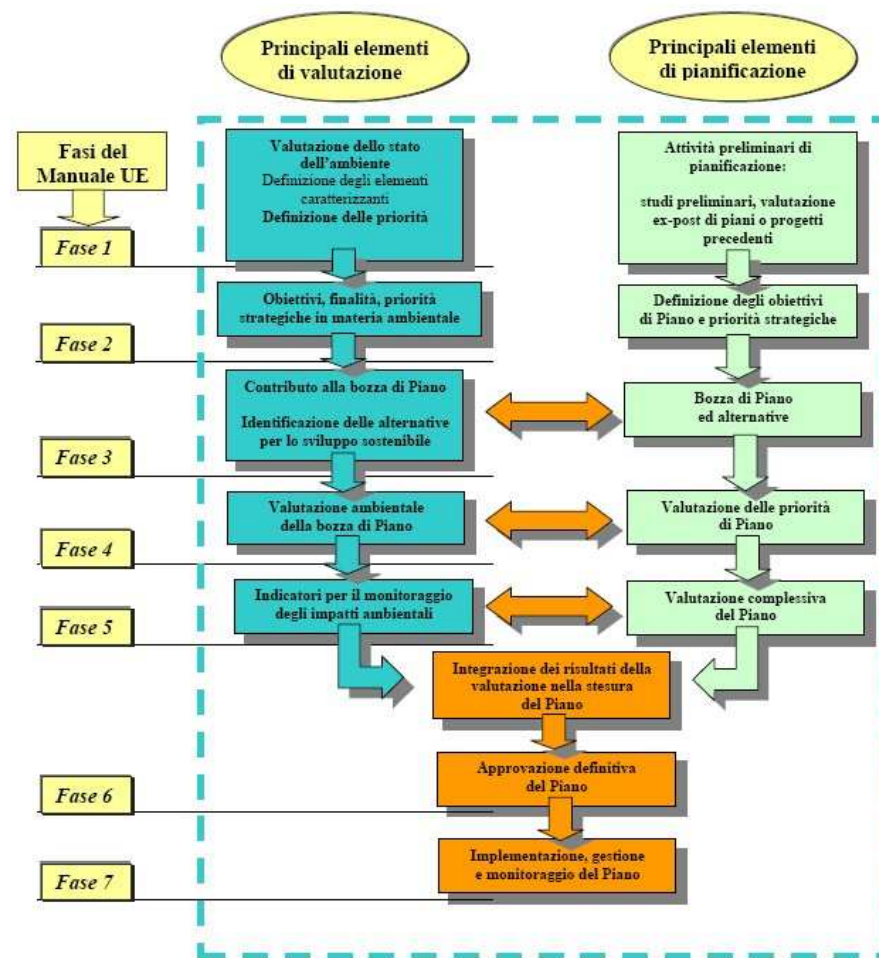 Principali elementi
di valutazione
Principali elementi
di pianificazione
Fasi del
Manuale UE
Valutazione dello stato
dell'ambiente
Definizione degli elementi
caratterizzanti
Definizione delle priorità
Attività preliminari di
pianificazione:
studi preliminari, valutazione
ex-post di piani o progetti
precedenti
Fase 1
Obiettivi, finalità, priorità
strategiche in materia ambientale
Definizione degli obiettivi
di Piano e priorità strategiche
Fase 2
Contributo alla bozza di Piano
Identificazione delle alternative
per lo sviluppo sostenibile
Bozza di Piano
ed alternative
Fase 3
Valutazione ambientale
della bozza di Piano
Valutazione delle priorità
di Piano
Fase 4
Indicatori per il monitoraggio
degli impatti ambientali
Valutazione complessiva
del Piano
Fase 5
Integrazione dei risultati della
valutazione nella stesura
del Piano
Approvazione definitiva
del Piano
Fase 6
Implementazione, gestione
e monitoraggio del Piano
Fase 7